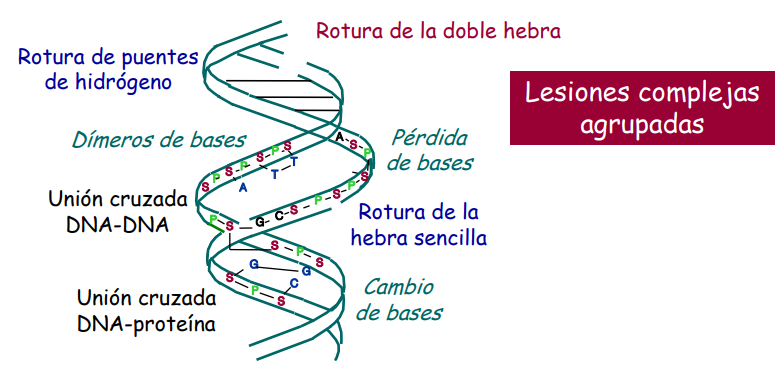 Rotura de la doble hebra
Rotura de puentes
de hidrógeno
Lesiones complejas
agrupadas
Dímeros de bases
Pérdida
de bases
A S P S
S P S P S P S
A T T
P S P S
Unión cruzada
DNA-DNA
P S G C S
Rotura de la
hebra sencilla
S P S
G G
S P S C
Cambio
de bases
Unión cruzada
DNA-proteína